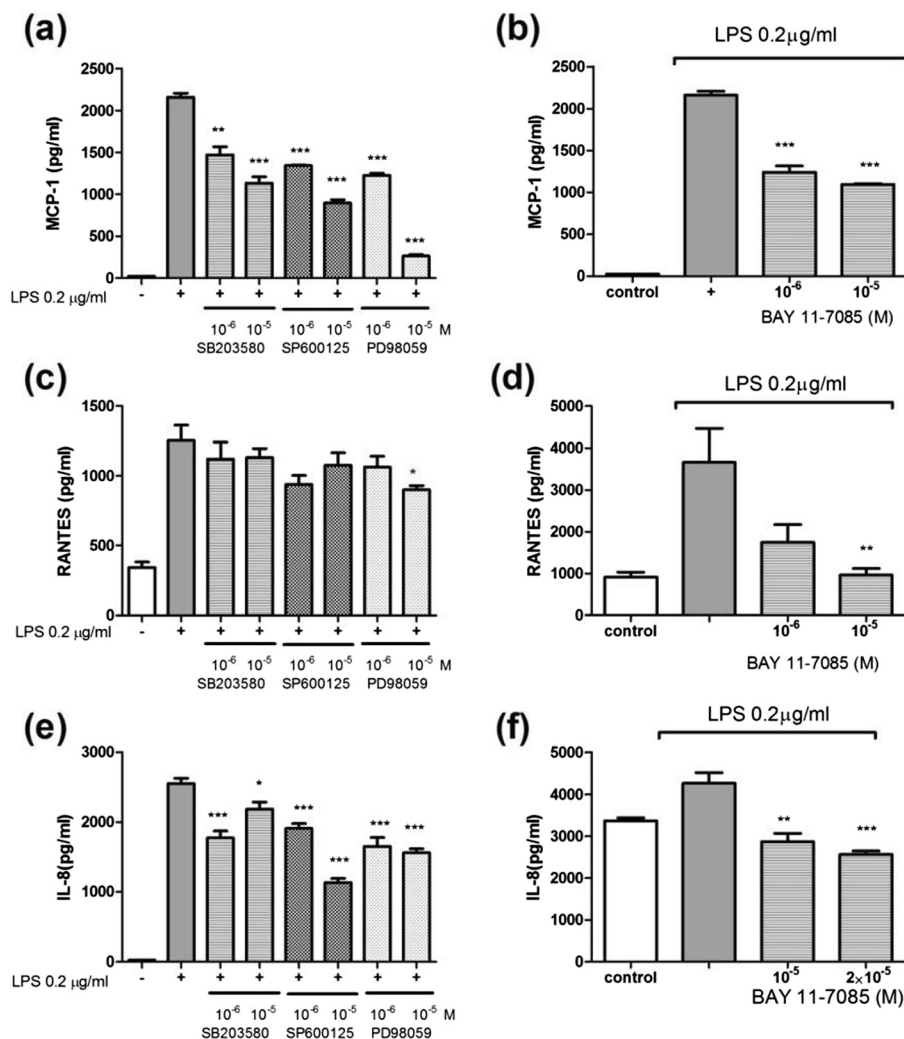 (a)
MCP-1 (pg/ml)
2500
2000
1500
1000
500
0
** *** *** *** *** ***
LPS 0.2 μg/ml - + + + + + + +
10⁻⁶ 10⁻⁵ 10⁻⁶ 10⁻⁵ 10⁻⁶ 10⁻⁵ M
SB203580 SP600125 PD98059
(b)
LPS 0.2μg/ml
MCP-1 (pg/ml)
2500
2000
1500
1000
500
0
*** ***
control + 10⁻⁶ 10⁻⁵
BAY 11-7085 (M)
(c)
RANTES (pg/ml)
1500
1000
500
0
*
LPS 0.2 μg/ml - + + + + + + +
10⁻⁶ 10⁻⁵ 10⁻⁶ 10⁻⁵ 10⁻⁶ 10⁻⁵ M
SB203580 SP600125 PD98059
(d)
LPS 0.2μg/ml
RANTES (pg/ml)
5000
4000
3000
2000
1000
0
**
control 10⁻⁶ 10⁻⁵
BAY 11-7085 (M)
(e)
IL-8(pg/ml)
3000
2000
1000
0
*** * *** *** *** ***
LPS 0.2 μg/ml - + + + + + + +
10⁻⁶ 10⁻⁵ 10⁻⁶ 10⁻⁵ 10⁻⁶ 10⁻⁵ M
SB203580 SP600125 PD98059
(f)
LPS 0.2μg/ml
IL-8(pg/ml)
5000
4000
3000
2000
1000
0
** ***
control 10⁻⁵ 2×10⁻⁵
BAY 11-7085 (M)